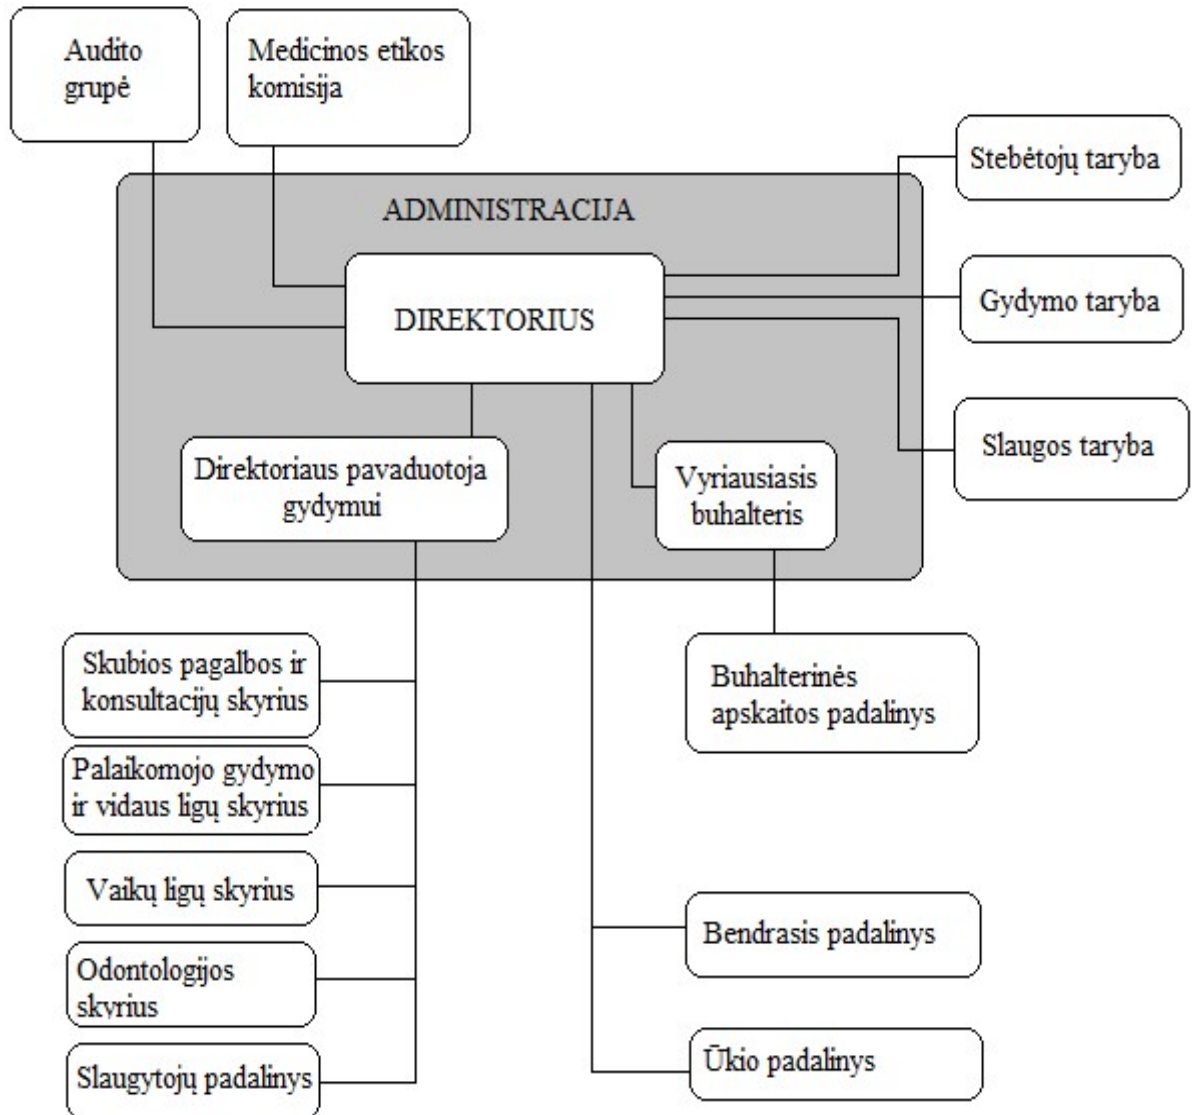 Audito
grupė
Medicinos etikos
komisija
Stebėtojų taryba
ADMINISTRACIJA
DIREKTORIUS
Gydymo taryba
Slaugos taryba
Direktoriaus pavaduotoja
gydymui
Vyriausiasis
buhalteris
Skubios pagalbos ir
konsultacijų skyrius
Buhalterinės
apskaitos padalinys
Palaikomojo gydymo
ir vidaus ligų skyrius
Vaikų ligų skyrius
Bendrasis padalinys
Odontologijos
skyrius
Ūkio padalinys
Slaugytojų padalinys